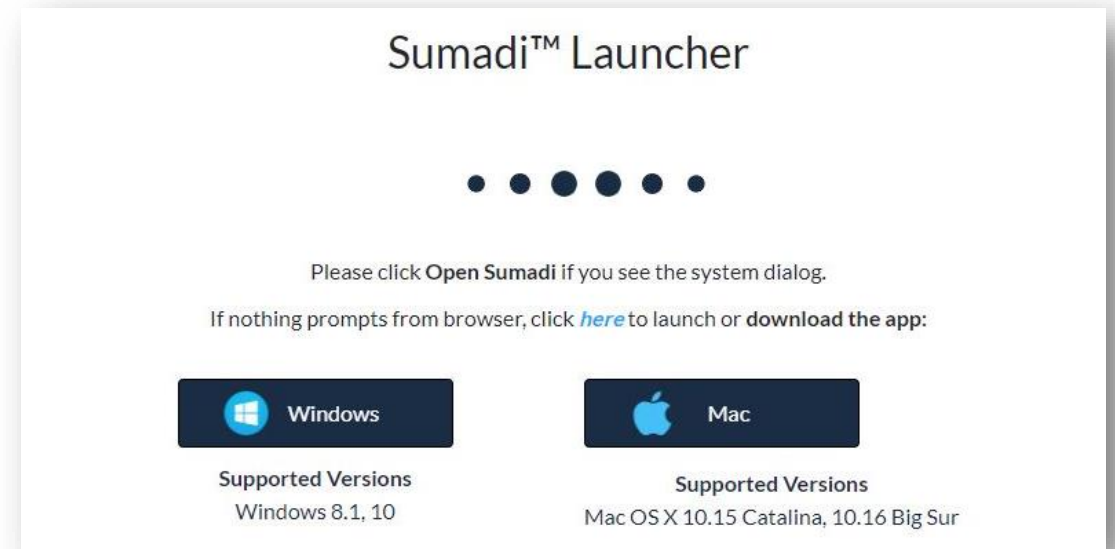 Sumadi™ Launcher
Please click Open Sumadi if you see the system dialog.
If nothing prompts from browser, click here to launch or download the app:
Windows
Mac
Supported Versions
Windows 8.1, 10
Supported Versions
Mac OS X 10.15 Catalina, 10.16 Big Sur